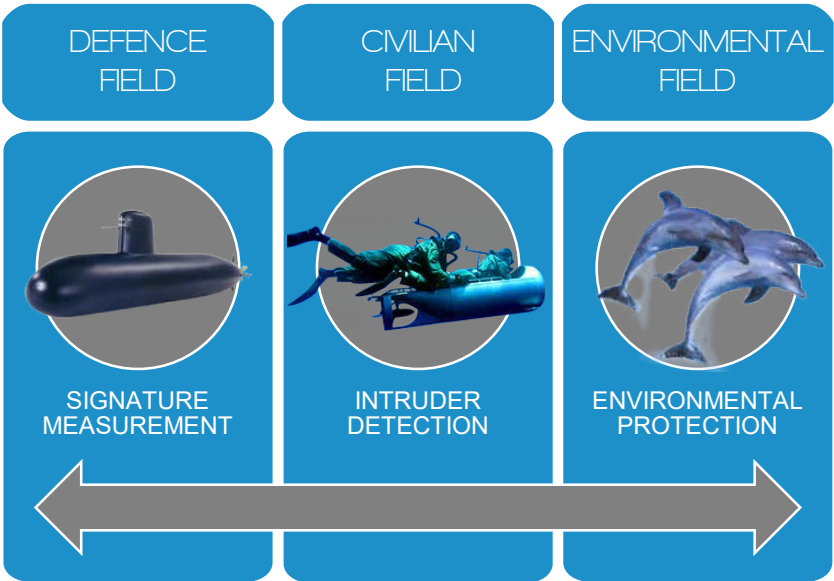 DEFENCE
FIELD
CIVILIAN
FIELD
ENVIRONMENTAL
FIELD
SIGNATURE
MEASUREMENT
INTRUDER
DETECTION
ENVIRONMENTAL
PROTECTION